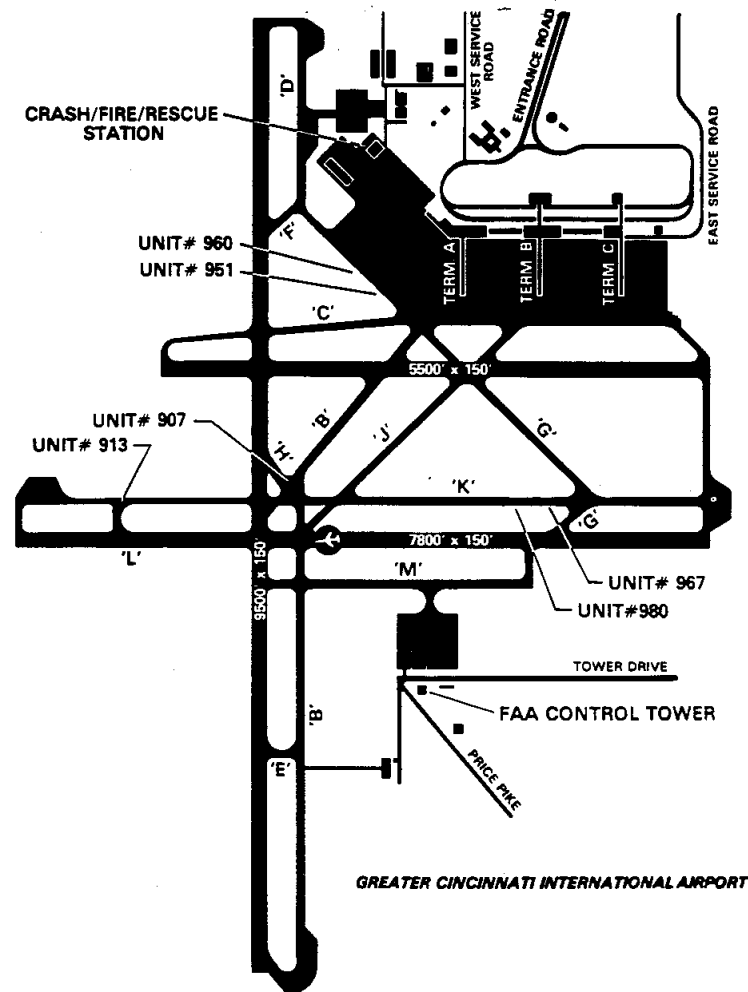 'D'
WEST SERVICE
ROAD
ENTRANCE ROAD
CRASH/FIRE/RESCUE
STATION
EAST SERVICE ROAD
'F'
UNIT# 960
UNIT# 951
TERM A
TERM B
TERM C
'C'
5500' x 150'
UNIT# 907
UNIT# 913
'H'
'B'
'J'
'G'
'K'
'G'
'L'
9500' x 150'
7800' x 150'
'M'
UNIT# 967
UNIT#980
TOWER DRIVE
'B'
FAA CONTROL TOWER
'E'
PRICE PIKE
GREATER CINCINNATI INTERNATIONAL AIRPORT